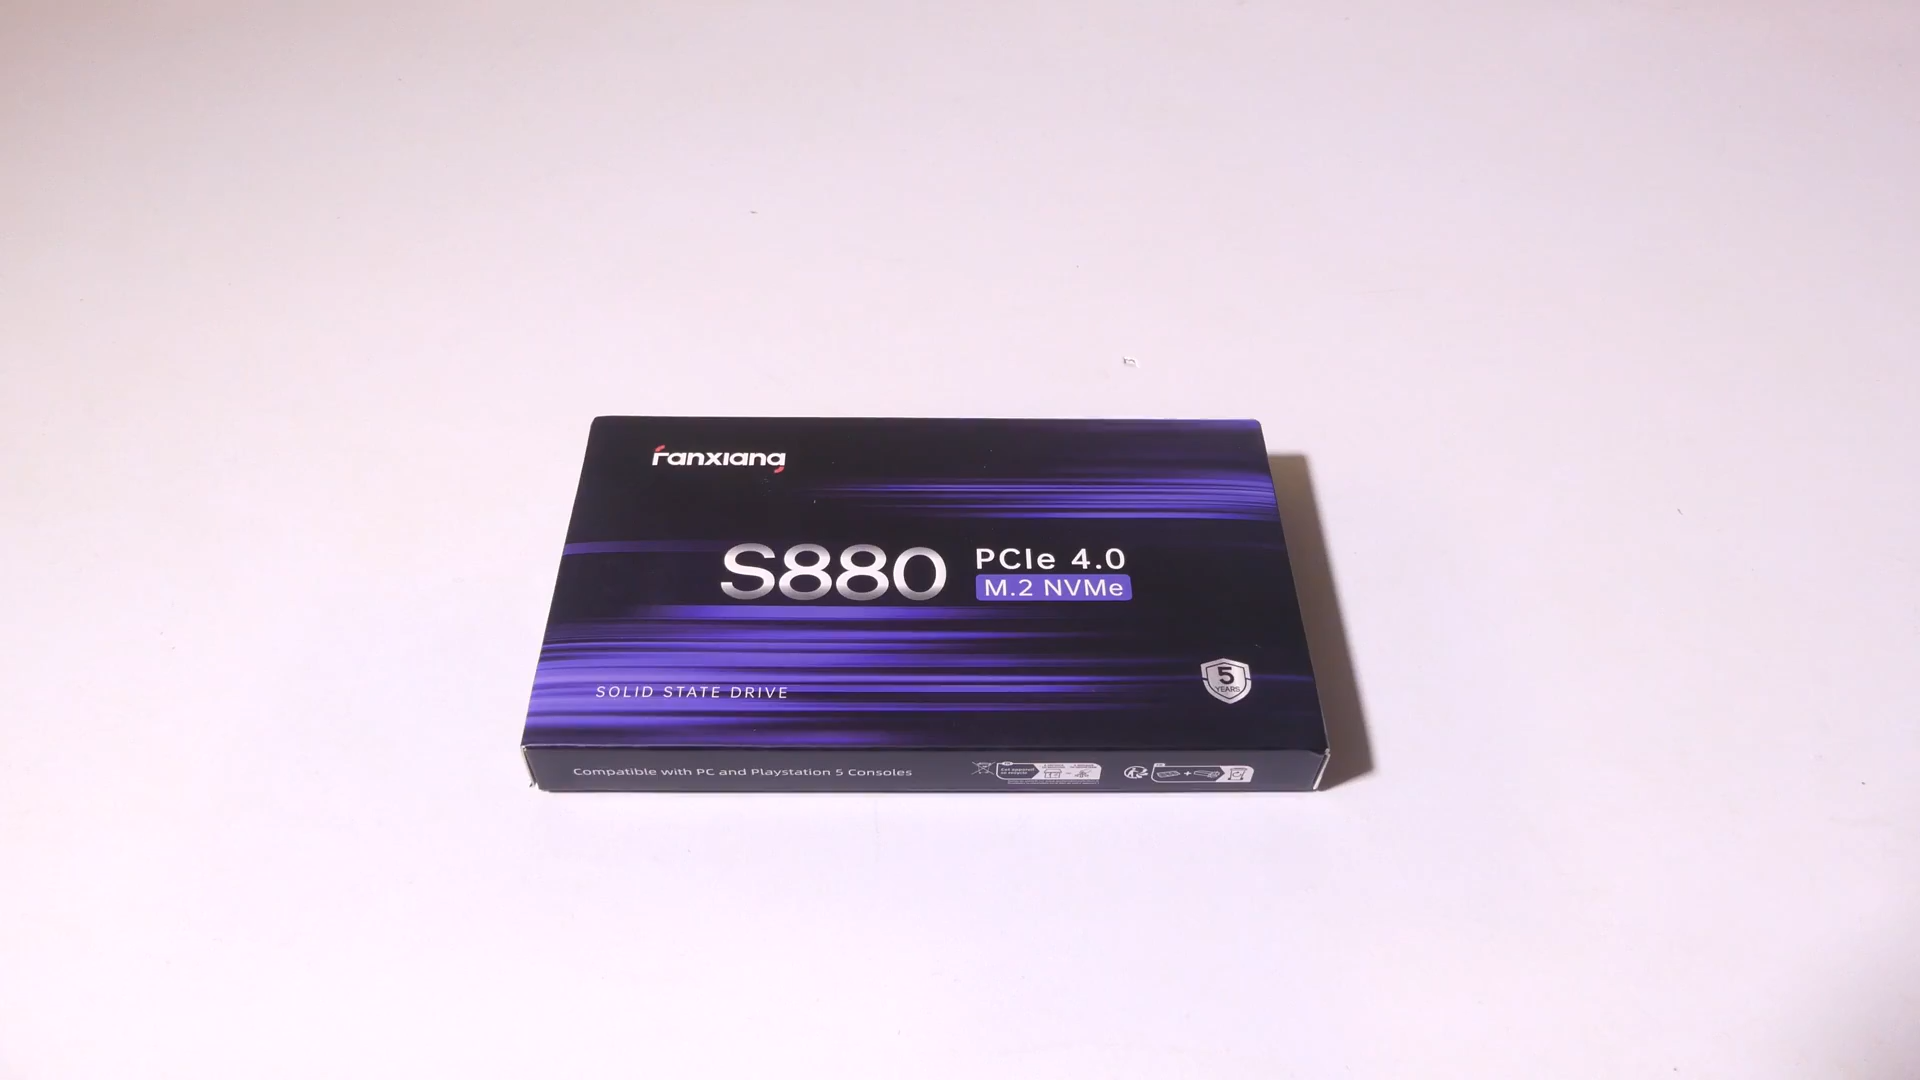 fanxiang
S880
PCIe 4.0
M.2 NVMe
SOLID STATE DRIVE
5
YEARS
Compatible with PC and Playstation 5 Consoles